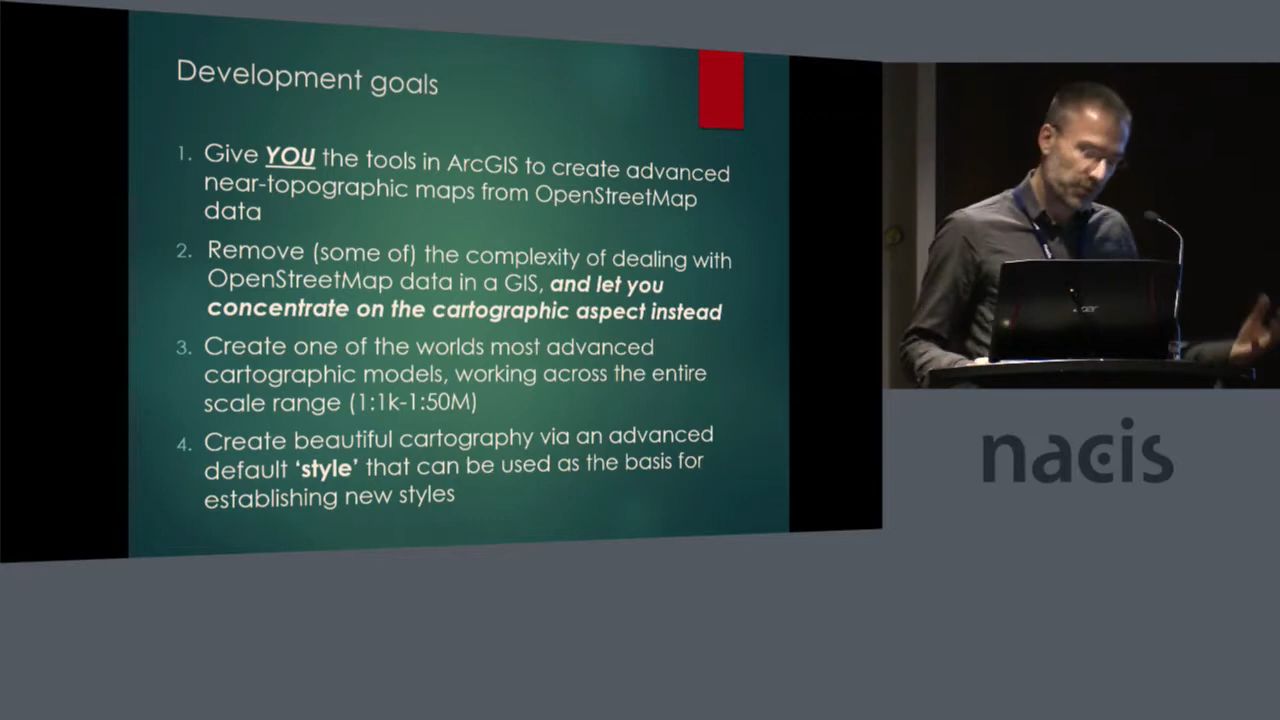 Development goals
1. Give YOU the tools in ArcGIS to create advanced
near-topographic maps from OpenStreetMap
data
2. Remove (some of) the complexity of dealing with
OpenStreetMap data in a GIS, and let you
concentrate on the cartographic aspect instead
3. Create one of the worlds most advanced
cartographic models, working across the entire
scale range (1:1k-1:50M)
4. Create beautiful cartography via an advanced
default ‘style’ that can be used as the basis for
establishing new styles
acer
nacis